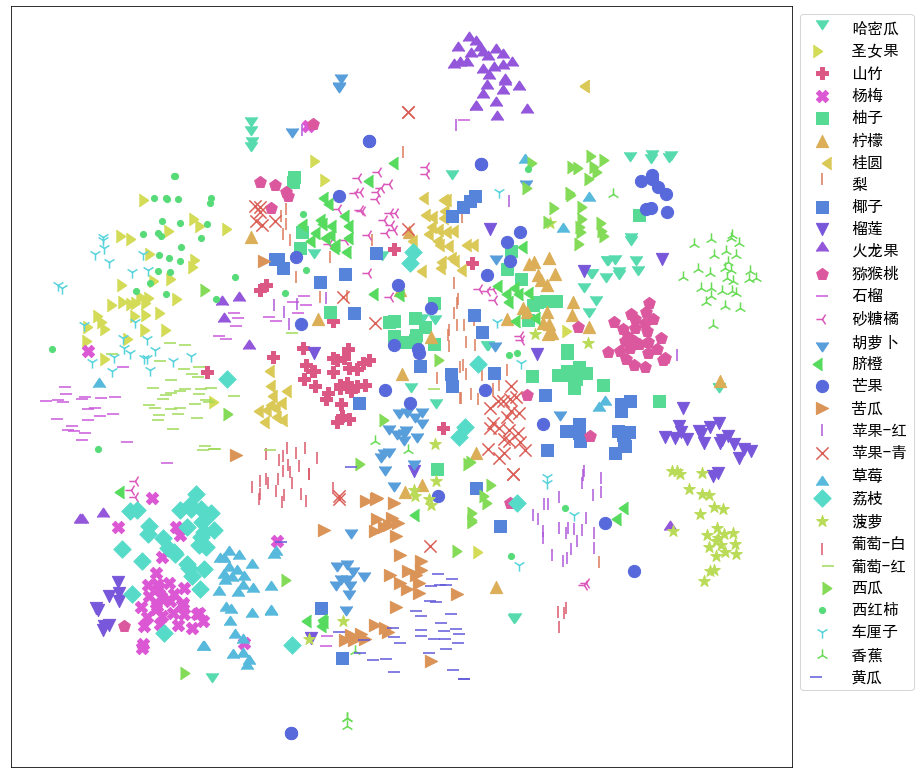 哈密瓜
圣女果
山竹
杨梅
柚子
柠檬
桂圆
梨
椰子
榴莲
火龙果
猕猴桃
石榴
砂糖橘
胡萝卜
脐橙
芒果
苦瓜
苹果-红
苹果-青
草莓
荔枝
菠萝
葡萄-白
葡萄-红
西瓜
西红柿
车厘子
香蕉
黄瓜